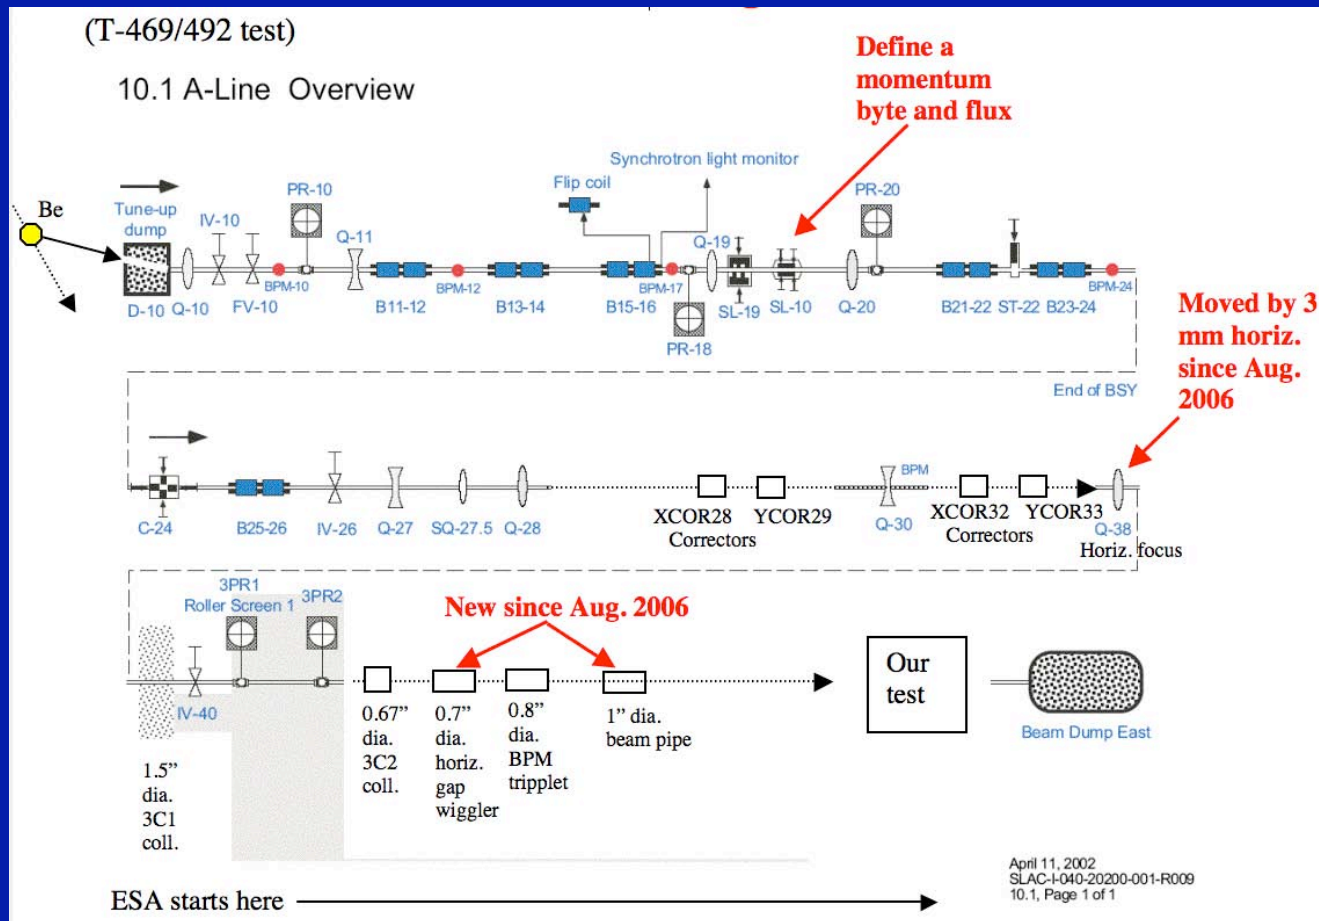 (T-469/492 test)
10.1 A-Line Overview
Define a
momentum
byte and flux
Synchrotron light monitor
Flip coil
Be
Tune-up
dump
IV-10
PR-10
Q-11
Q-19
PR-20
D-10
Q-10
FV-10
BPM-10
B11-12
BPM-12
B13-14
B15-16
BPM-17
PR-18
SL-19
SL-10
Q-20
B21-22
ST-22
B23-24
BPM-24
Moved by 3
mm horiz.
since Aug.
2006
End of BSY
C-24
B25-26
IV-26
Q-27
SQ-27.5
Q-28
XCOR28
YCOR29
Correctors
BPM
Q-30
XCOR32
YCOR33
Correctors
Q-38
Horiz. focus
3PR1
Roller Screen 1
3PR2
New since Aug. 2006
IV-40
1.5”
dia.
3C1
coll.
0.67”
dia.
3C2
coll.
0.7”
dia.
horiz.
gap
wiggler
0.8”
dia.
BPM
tripplet
1” dia.
beam pipe
Our
test
Beam Dump East
ESA starts here
April 11, 2002
SLAC-I-040-20200-001-R009
10.1, Page 1 of 1